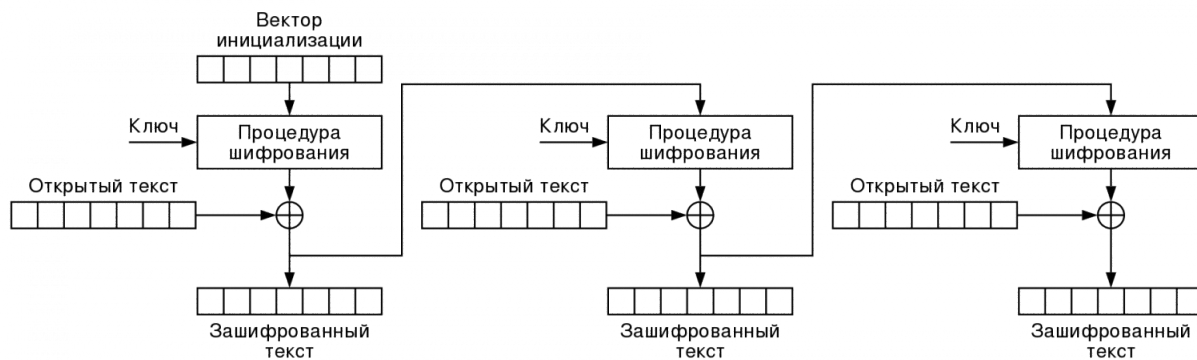 Вектор
инициализации
Ключ
Процедура
шифрования
Ключ
Процедура
шифрования
Ключ
Процедура
шифрования
Открытый текст
Открытый текст
Открытый текст
Зашифрованный
текст
Зашифрованный
текст
Зашифрованный
текст